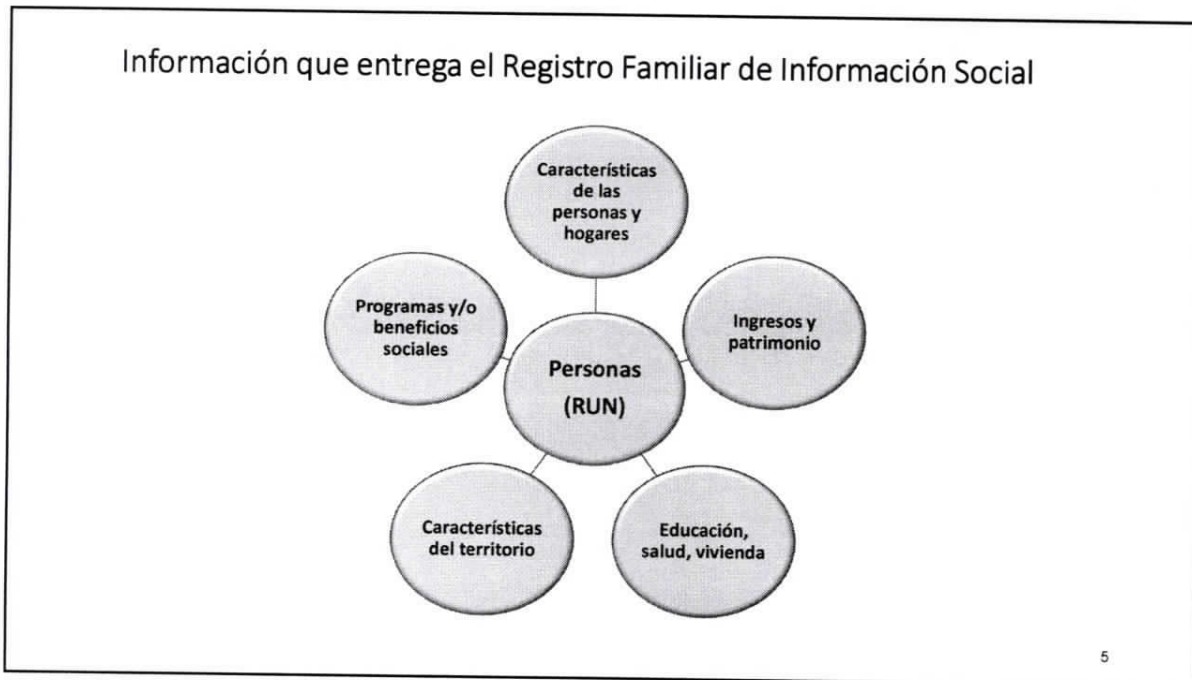 Información que entrega el Registro Familiar de Información Social
Características
de las
personas y
hogares
Programas y/o
beneficios
sociales
Ingresos y
patrimonio
Personas
(RUN)
Características
del territorio
Educación,
salud, vivienda
5